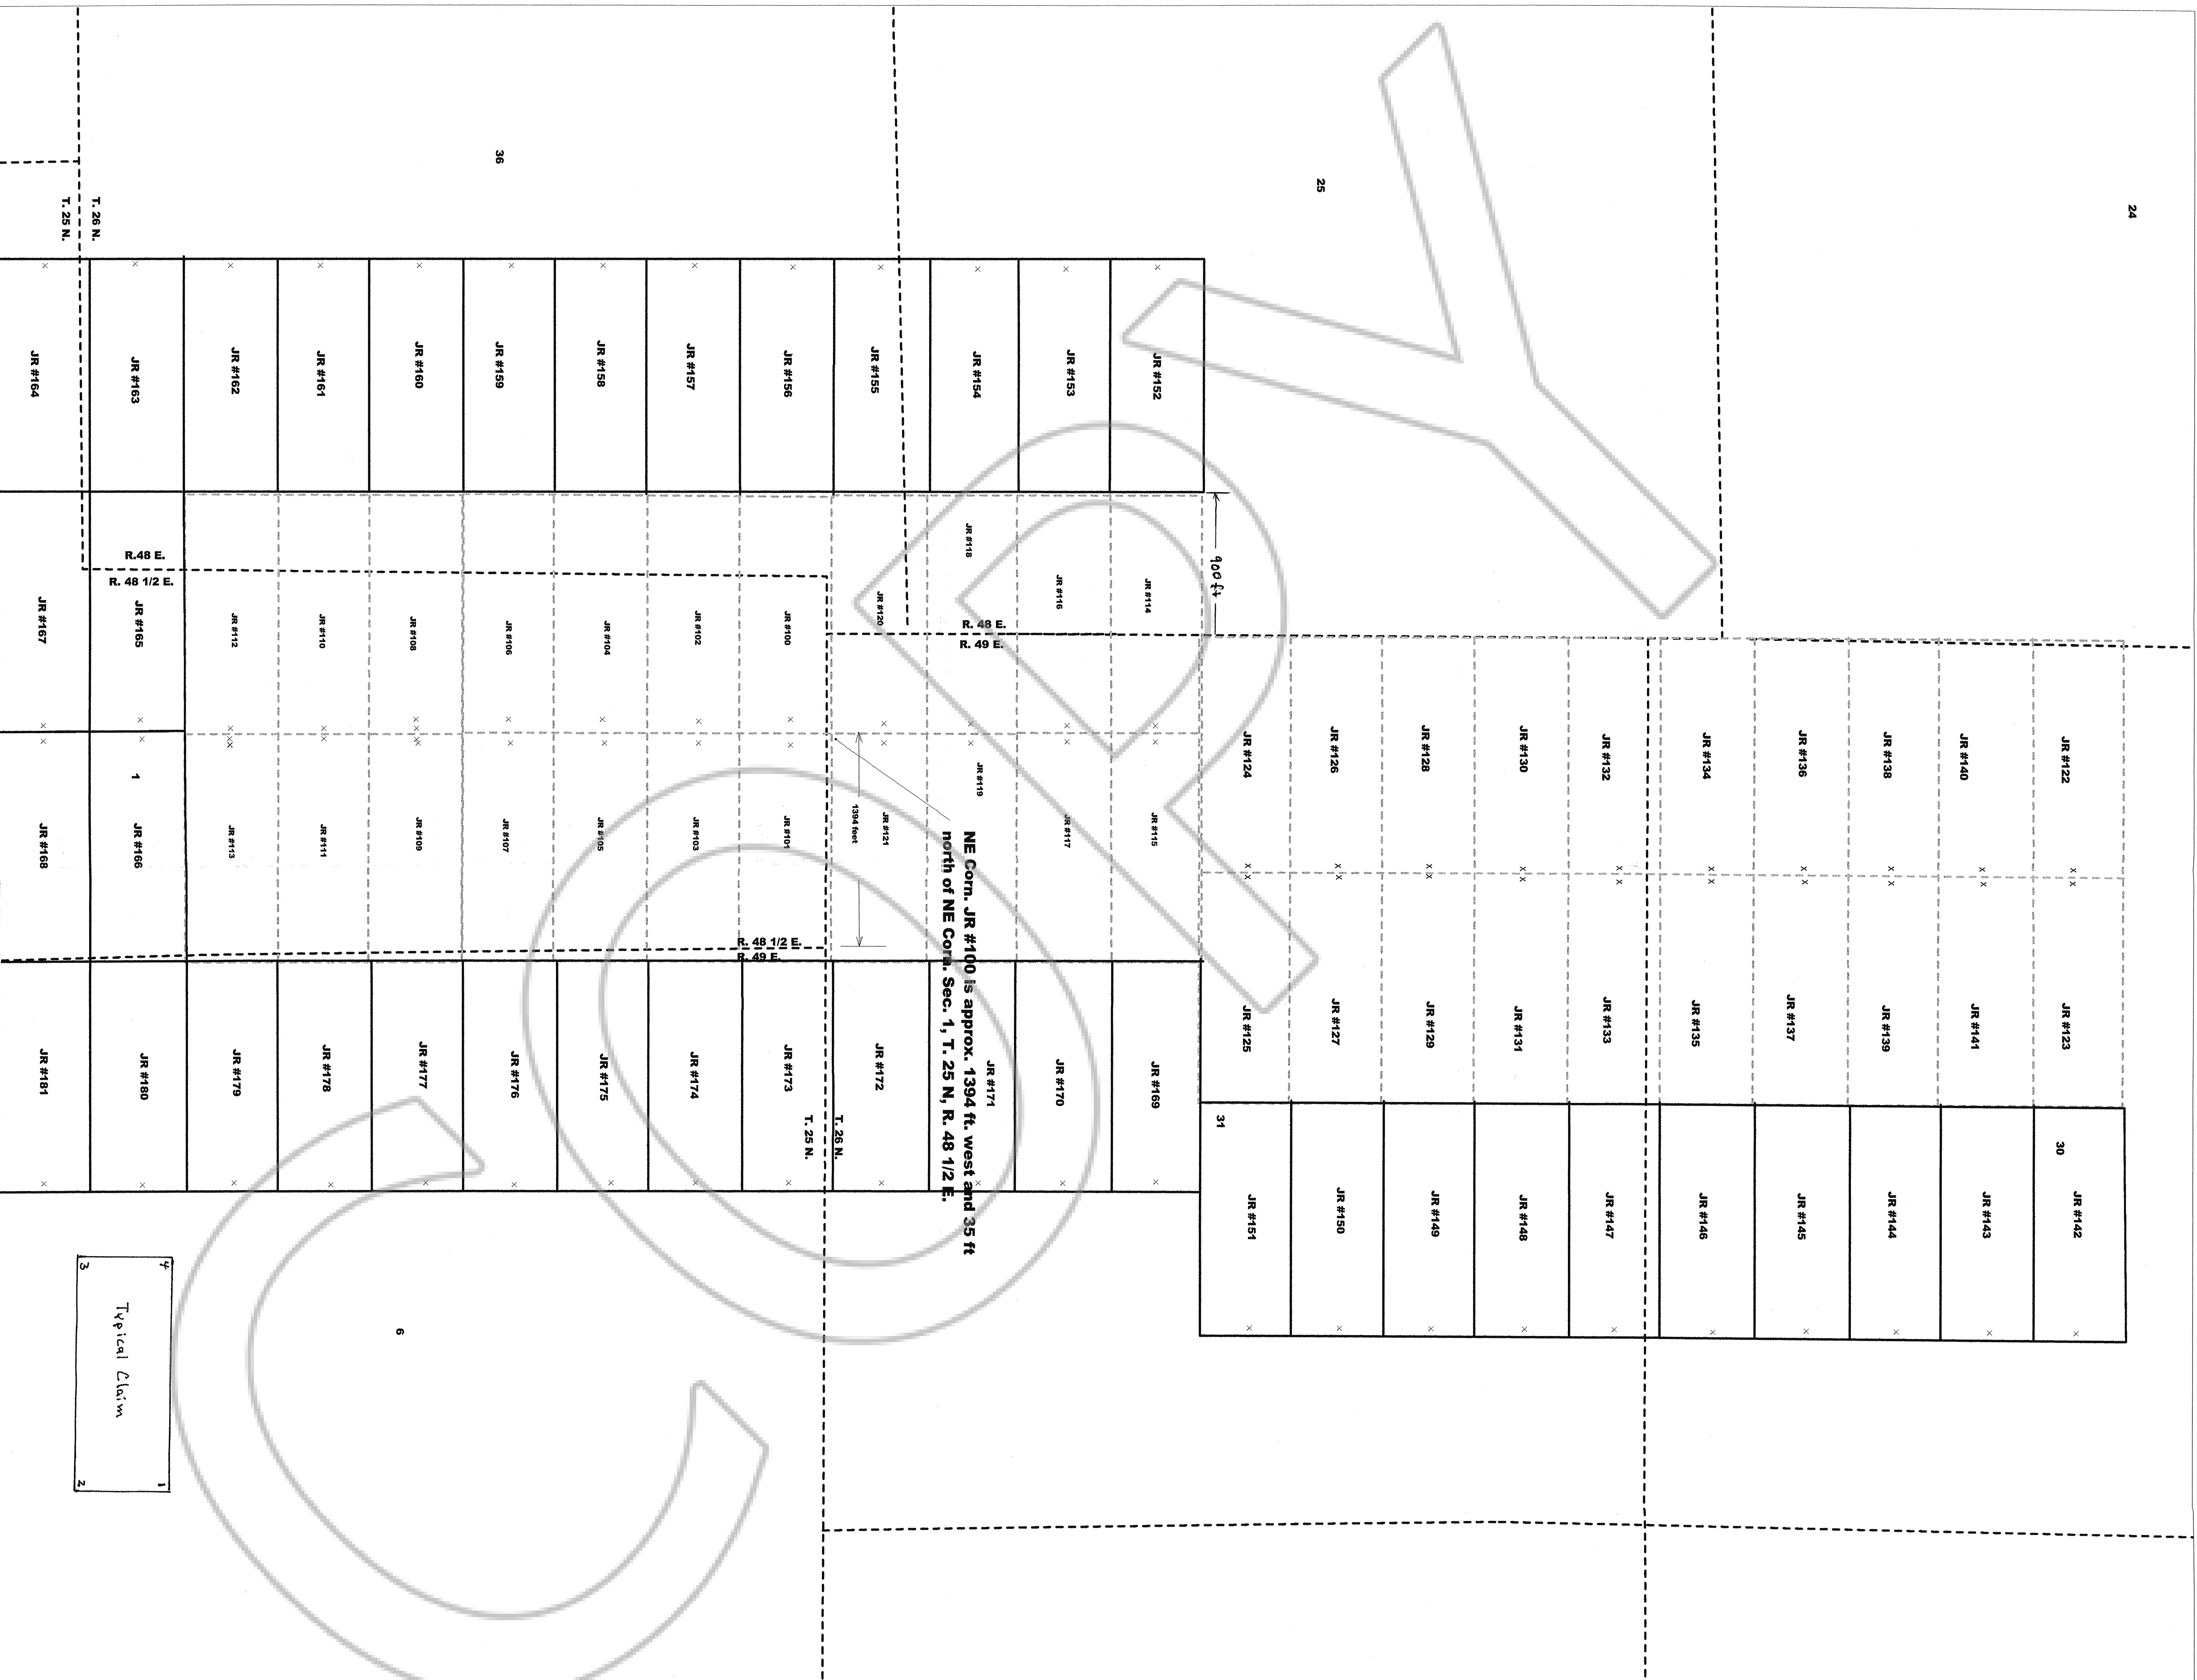 24
25
36
T. 26 N.
T. 25 N.
JR #152
JR #153
JR #154
JR #155
JR #156
JR #157
JR #158
JR #159
JR #160
JR #161
JR #162
JR #163
JR #164
900 ft
R. 48 E.
R. 49 E.
R.48 E.
R. 48 1/2 E.
JR #114
JR #116
JR #118
JR #120
JR #100
JR #102
JR #104
JR #106
JR #108
JR #110
JR #112
JR #165
JR #167
JR #122
JR #140
JR #138
JR #136
JR #134
JR #132
JR #130
JR #128
JR #126
JR #124
JR #115
JR #117
JR #119
JR #121
1394 feet
JR #101
JR #103
JR #105
JR #107
JR #109
JR #111
JR #113
1
JR #166
JR #168
NE Corn. JR #100 is approx. 1394 ft. west and 35 ft
north of NE Corn. Sec. 1, T. 25 N, R. 48 1/2 E.
R. 48 1/2 E.
R. 49 E.
JR #123
JR #141
JR #139
JR #137
JR #135
JR #133
JR #131
JR #129
JR #127
JR #125
JR #169
JR #170
JR #171
JR #172
JR #173
JR #174
JR #175
JR #176
JR #177
JR #178
JR #179
JR #180
JR #181
T. 26 N.
T. 25 N.
30
31
JR #142
JR #143
JR #144
JR #145
JR #146
JR #147
JR #148
JR #149
JR #150
JR #151
6
4
3
Typical Claim
1
2
COPY